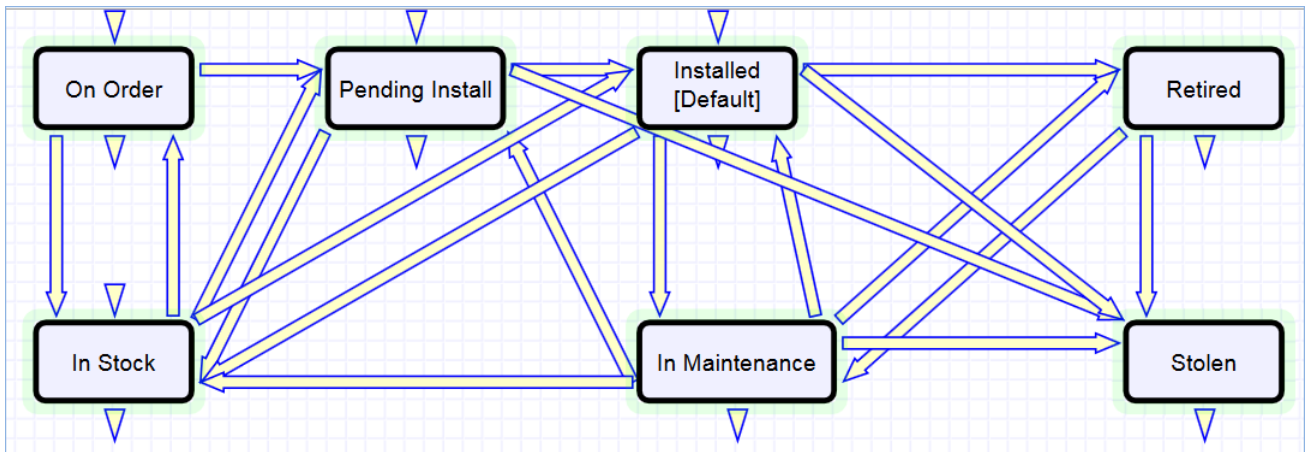 On Order
Pending Install
Installed
[Default]
Retired
In Stock
In Maintenance
Stolen